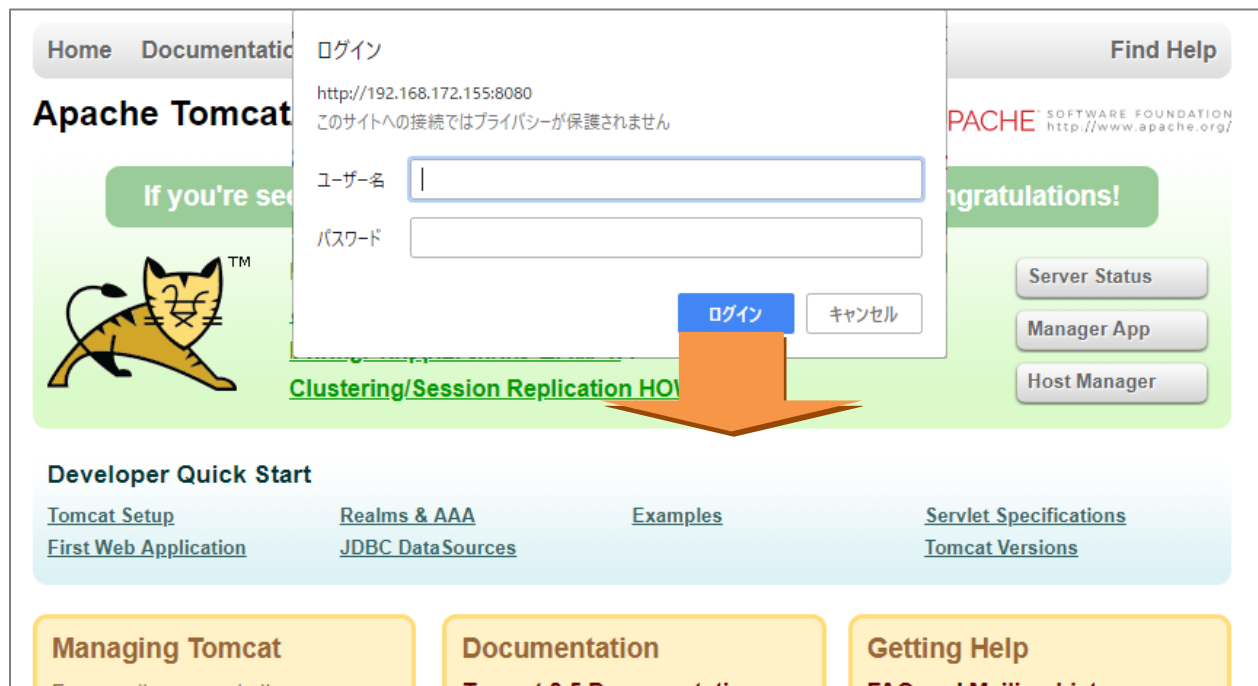 Home Documentatio Find Help
ログイン
http://192.168.172.155:8080
このサイトへの接続ではプライバシーが保護されません
Apache Tomcat
PACHE SOFTWARE FOUNDATION
http://www.apache.org/
ユーザー名
If you're see ngratulations!
パスワード
TM
ログイン キャンセル
Server Status
Manager App
Host Manager
Clustering/Session Replication HOW
Developer Quick Start
Tomcat Setup Realms & AAA Examples Servlet Specifications
First Web Application JDBC DataSources Tomcat Versions
Managing Tomcat Documentation Getting Help